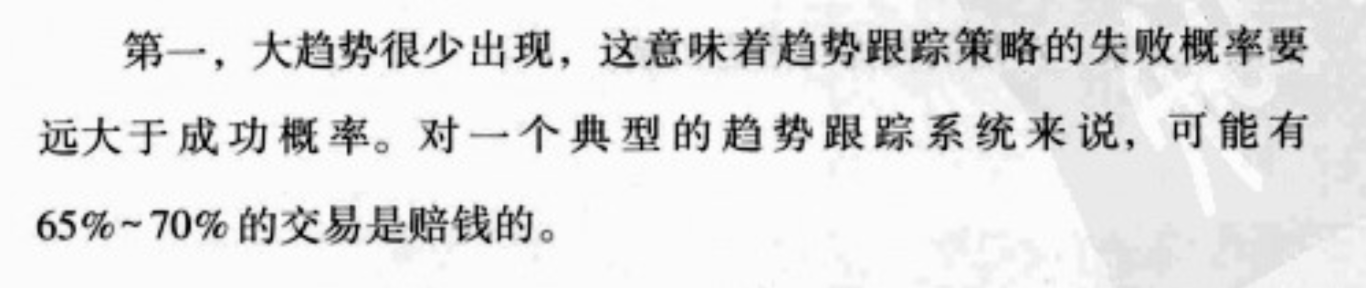 第一，大趋势很少出现，这意味着趋势跟踪策略的失败概率要
远大于成功概率。对一个典型的趋势跟踪系统来说，可能有
65%~70%的交易是赔钱的。